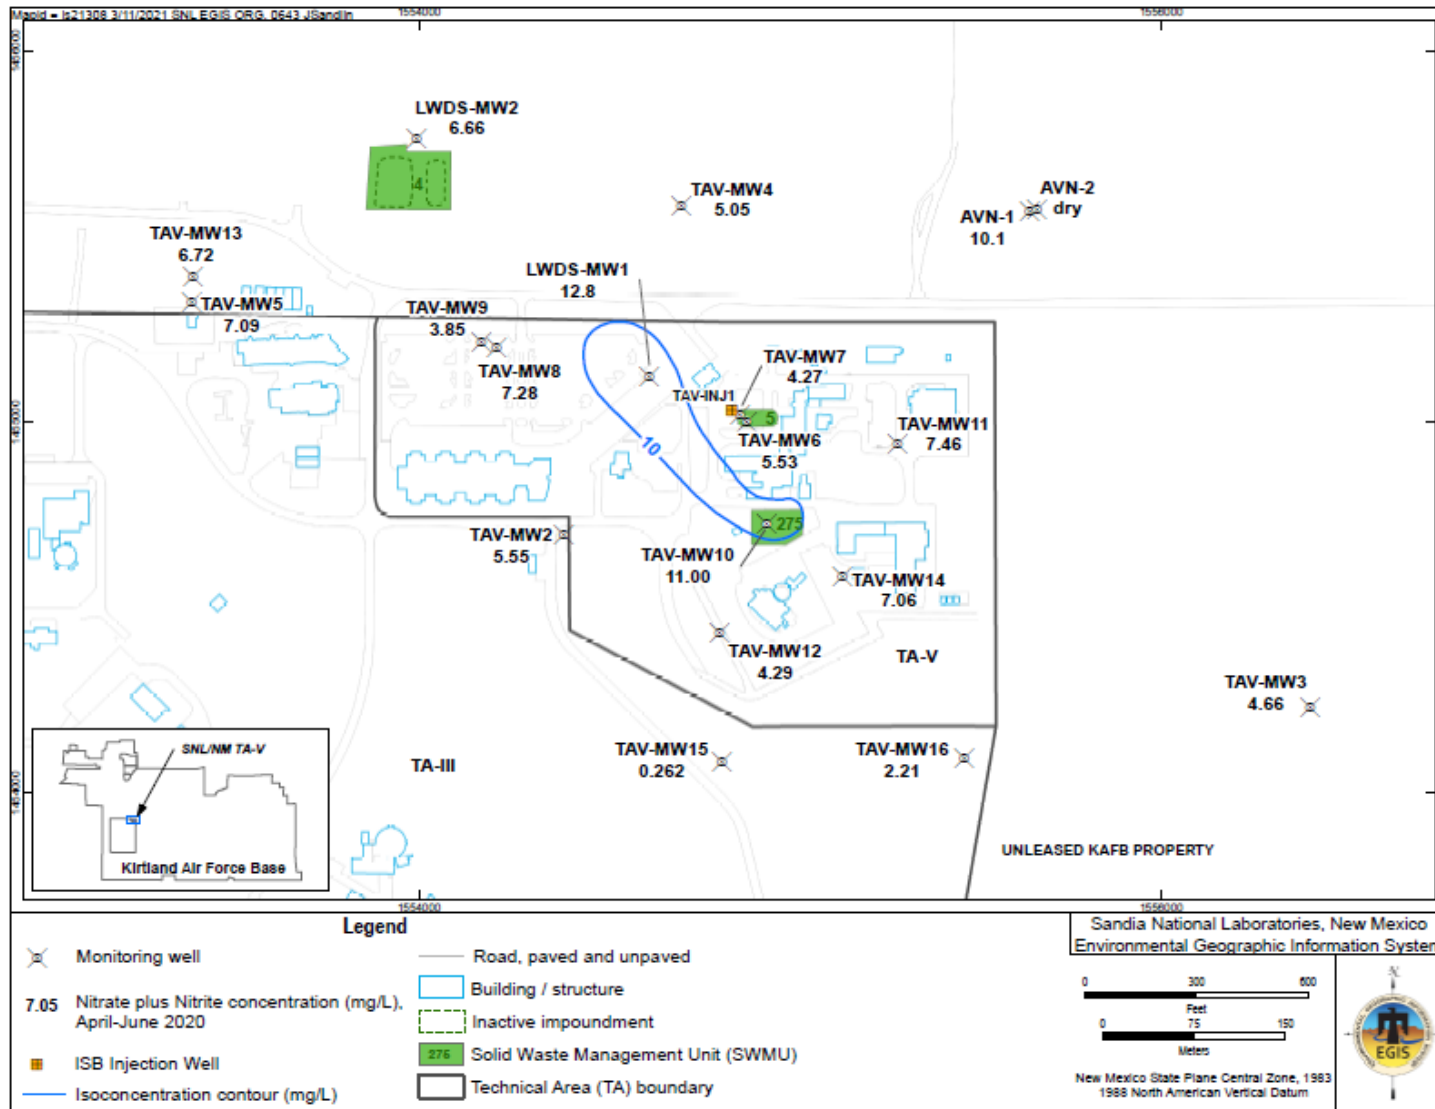 MapId = ls21308 3/11/2021 SNL EGIS ORG. 0643 JSandlin
1554000
1556000
1456000
LWDS-MW2
6.66
4
TAV-MW4
5.05
AVN-2
dry
AVN-1
10.1
TAV-MW13
6.72
LWDS-MW1
12.8
TAV-MW5
7.09
TAV-MW9
3.85
TAV-MW8
7.28
TAV-MW7
4.27
TAV-INJ1
5
1455000
TAV-MW6
5.53
TAV-MW11
7.46
10
275
TAV-MW2
5.55
TAV-MW10
11.00
TAV-MW14
7.06
TAV-MW12
4.29
TA-V
TAV-MW3
4.66
SNL/NM TA-V
Kirtland Air Force Base
TA-III
TAV-MW15
0.262
TAV-MW16
2.21
1454000
UNLEASED KAFB PROPERTY
1554000
1556000
Legend
Monitoring well
7.05 Nitrate plus Nitrite concentration (mg/L),
April-June 2020
ISB Injection Well
Isoconcentration contour (mg/L)
Road, paved and unpaved
Building / structure
Inactive impoundment
276 Solid Waste Management Unit (SWMU)
Technical Area (TA) boundary
Sandia National Laboratories, New Mexico
Environmental Geographic Information System
0 300 600
Feet
0 75 150
Meters
New Mexico State Plane Central Zone, 1983
1988 North American Vertical Datum
EGIS